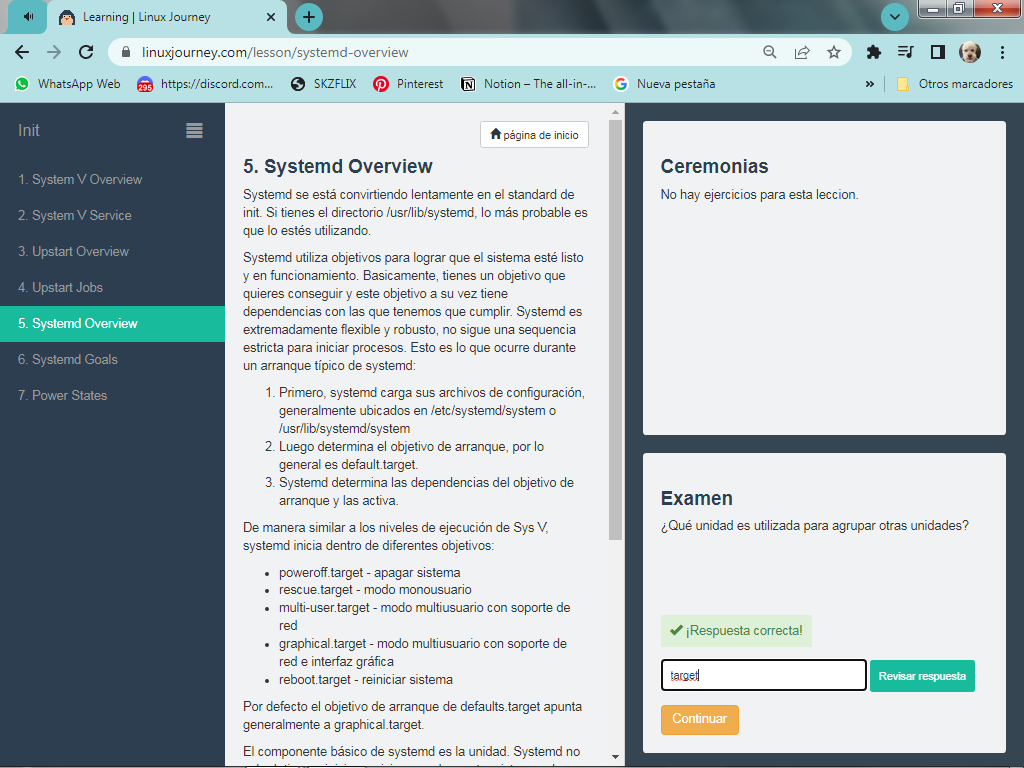 Learning | Linux Journey
linuxjourney.com/lesson/systemd-overview
WhatsApp Web
295
https://discord.com...
SKZFLIX
Pinterest
Notion – The all-in-...
Nueva pestaña
»
Otros marcadores
Init
1. System V Overview
2. System V Service
3. Upstart Overview
4. Upstart Jobs
5. Systemd Overview
6. Systemd Goals
7. Power States
página de inicio
5. Systemd Overview
Systemd se está convirtiendo lentamente en el standard de
init. Si tienes el directorio /usr/lib/systemd, lo más probable es
que lo estés utilizando.
Systemd utiliza objetivos para lograr que el sistema esté listo
y en funcionamiento. Basicamente, tienes un objetivo que
quieres conseguir y este objetivo a su vez tiene
dependencias con las que tenemos que cumplir. Systemd es
extremadamente flexible y robusto, no sigue una sequencia
estricta para iniciar procesos. Esto es lo que ocurre durante
un arranque típico de systemd:
1. Primero, systemd carga sus archivos de configuración,
generalmente ubicados en /etc/systemd/system o
/usr/lib/systemd/system
2. Luego determina el objetivo de arranque, por lo
general es default.target.
3. Systemd determina las dependencias del objetivo de
arranque y las activa.
De manera similar a los niveles de ejecución de Sys V,
systemd inicia dentro de diferentes objetivos:
• poweroff.target - apagar sistema
• rescue.target - modo monousuario
• multi-user.target - modo multiusuario con soporte de
red
• graphical.target - modo multiusuario con soporte de
red e interfaz gráfica
• reboot.target - reiniciar sistema
Por defecto el objetivo de arranque de defaults.target apunta
generalmente a graphical.target.
El componente básico de systemd es la unidad. Systemd no
Ceremonias
No hay ejercicios para esta leccion.
Examen
¿Qué unidad es utilizada para agrupar otras unidades?
¡Respuesta correcta!
target
Revisar respuesta
Continuar